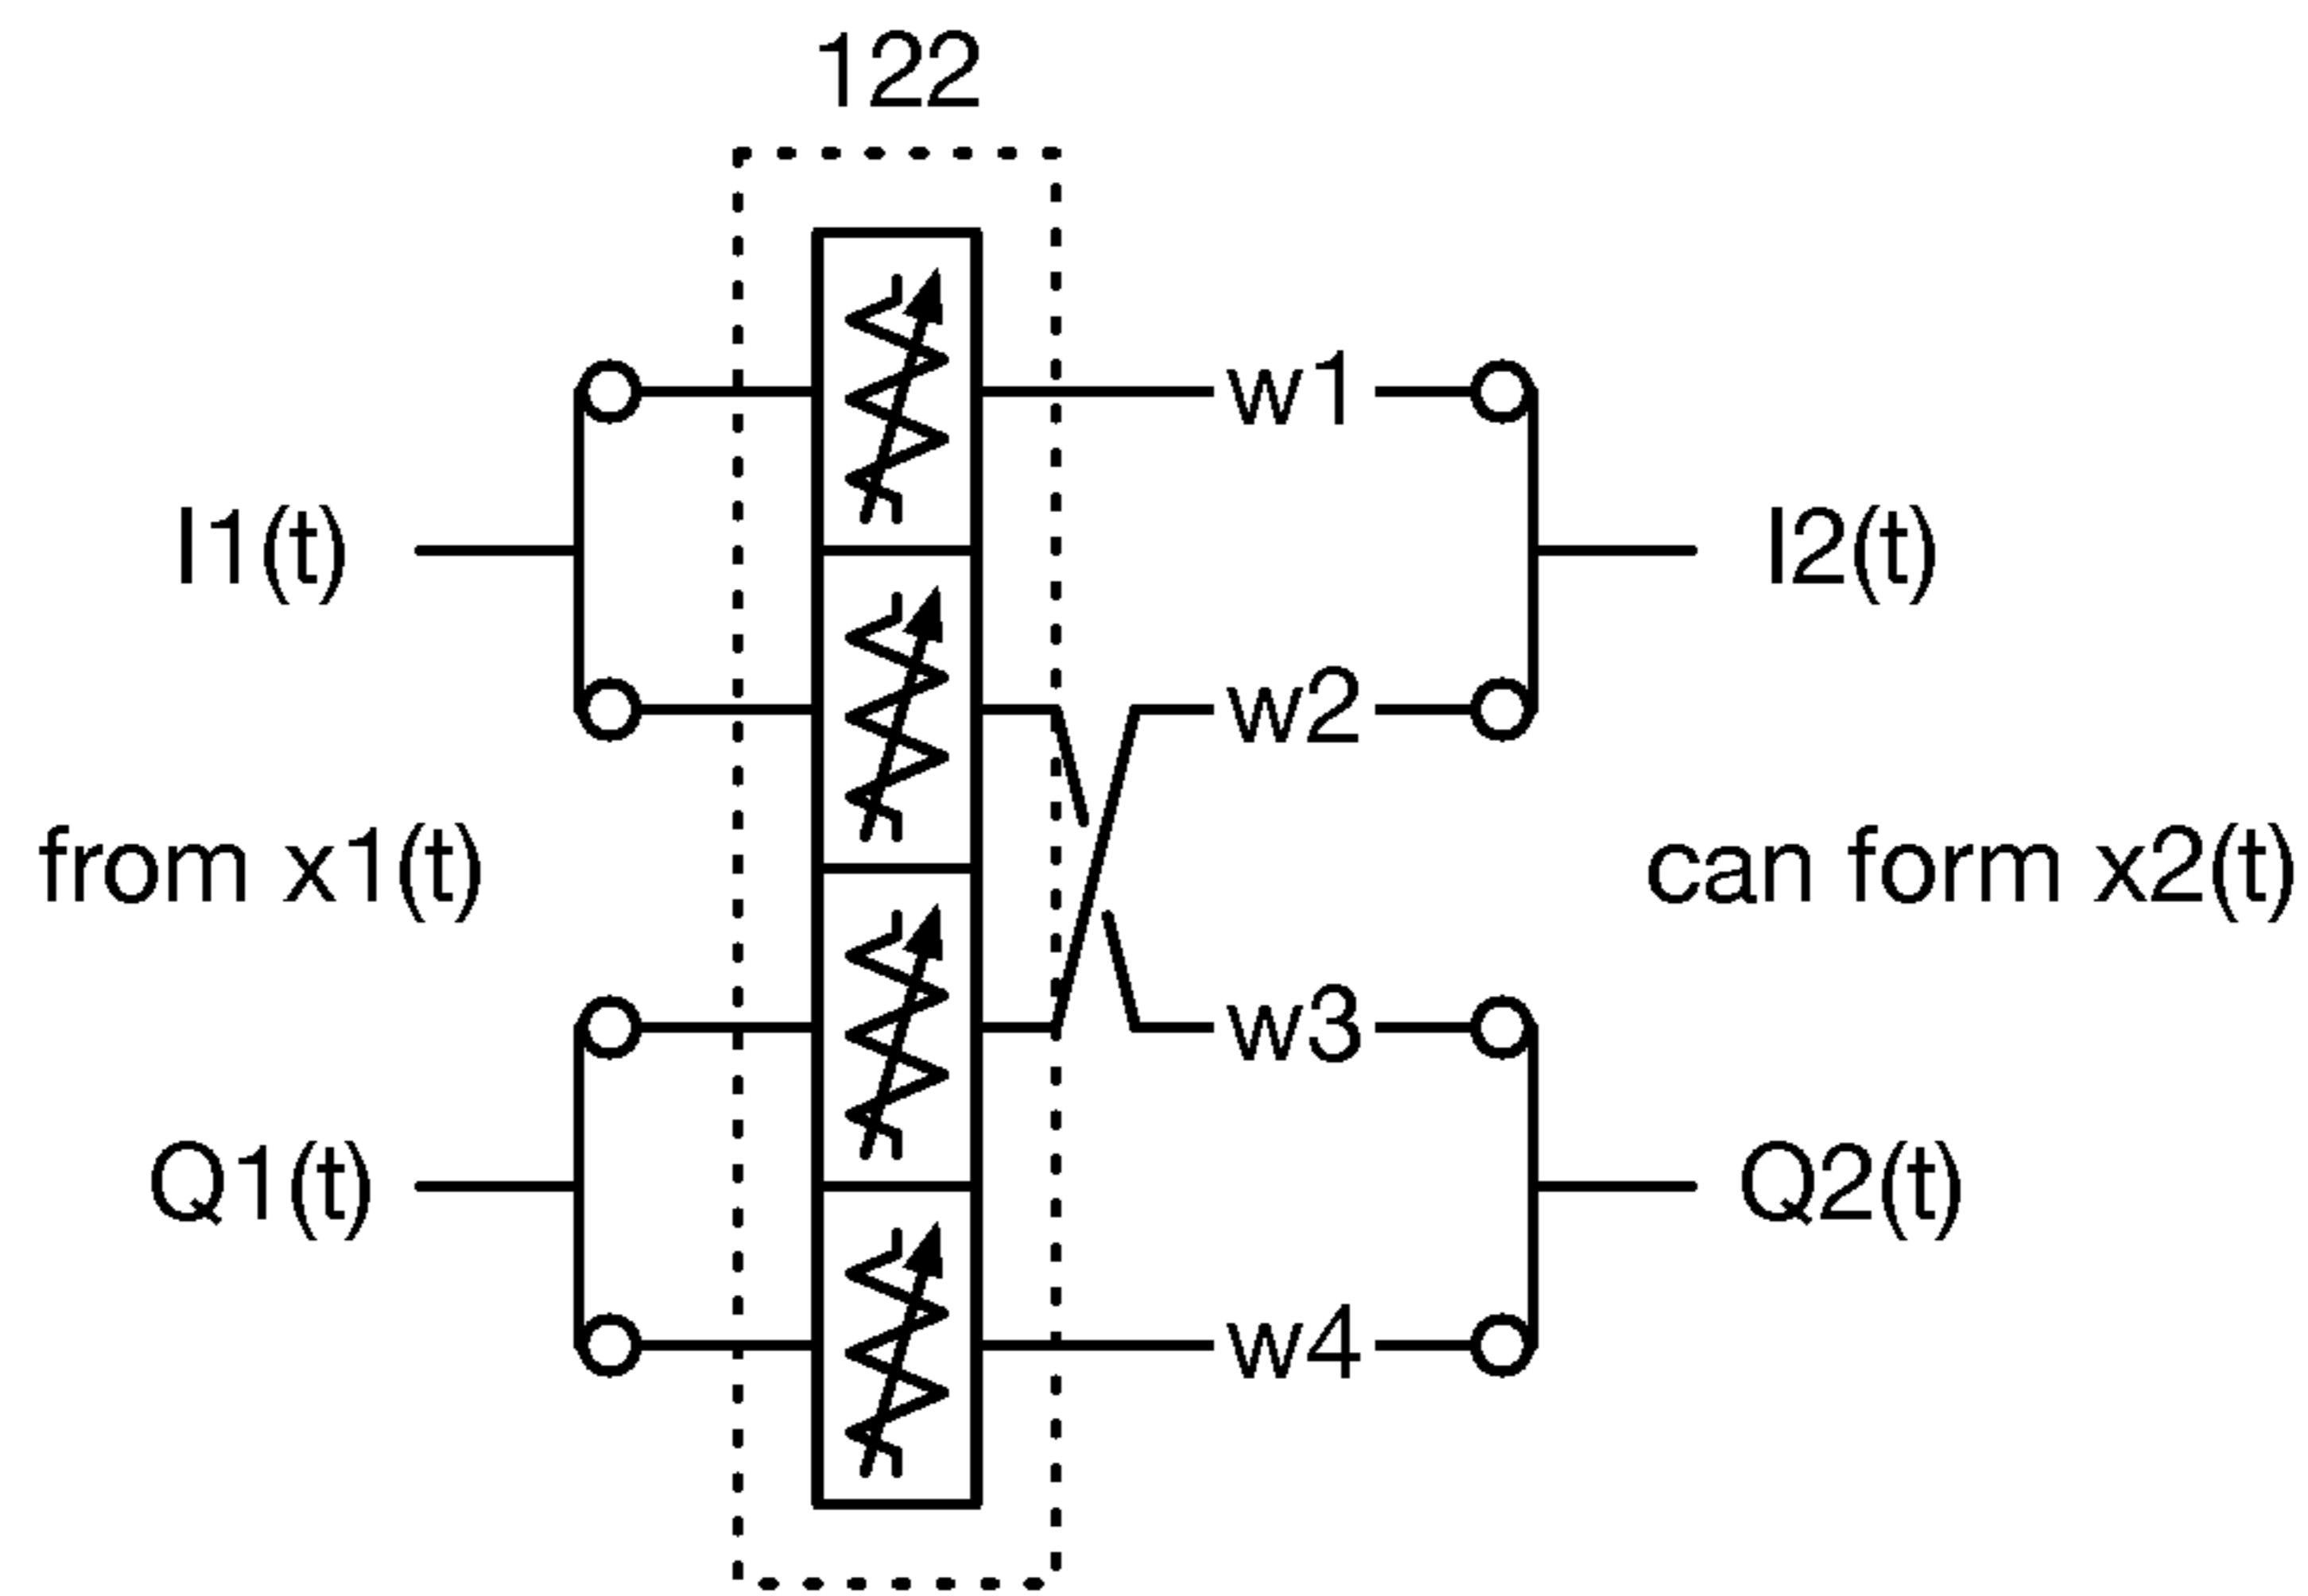 122
w1
I1(t)
I2(t)
w2
from x1(t)
can form x2(t)
w3
Q1(t)
Q2(t)
w4